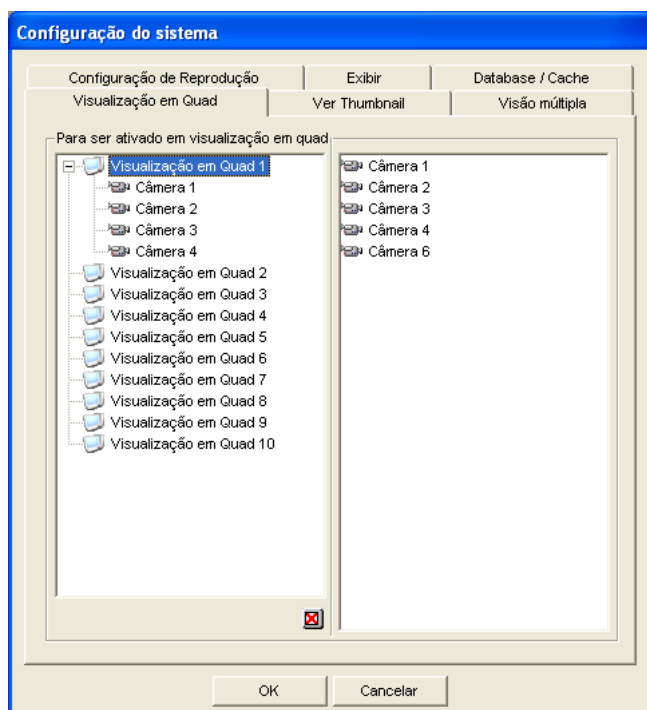 Configuração do sistema
Configuração de Reprodução
Exibir
Database / Cache
Visualização em Quad
Ver Thumbnail
Visão múltipla
Para ser ativado em visualização em quad
Visualização em Quad 1
Câmera 1
Câmera 2
Câmera 3
Câmera 4
Visualização em Quad 2
Visualização em Quad 3
Visualização em Quad 4
Visualização em Quad 5
Visualização em Quad 6
Visualização em Quad 7
Visualização em Quad 8
Visualização em Quad 9
Visualização em Quad 10
Câmera 1
Câmera 2
Câmera 3
Câmera 4
Câmera 6
OK
Cancelar